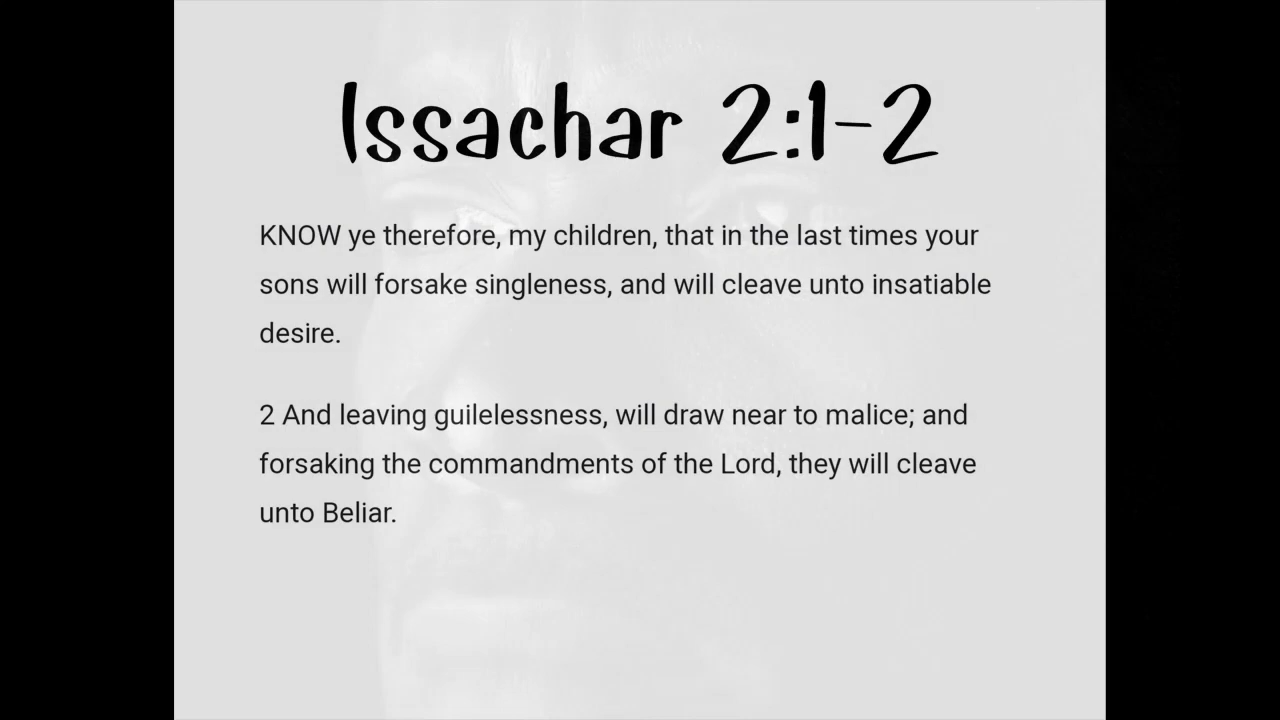 Issachar 2:1-2
KNOW ye therefore, my children, that in the last times your
sons will forsake singleness, and will cleave unto insatiable
desire.
2 And leaving guilelessness, will draw near to malice; and
forsaking the commandments of the Lord, they will cleave
unto Beliar.